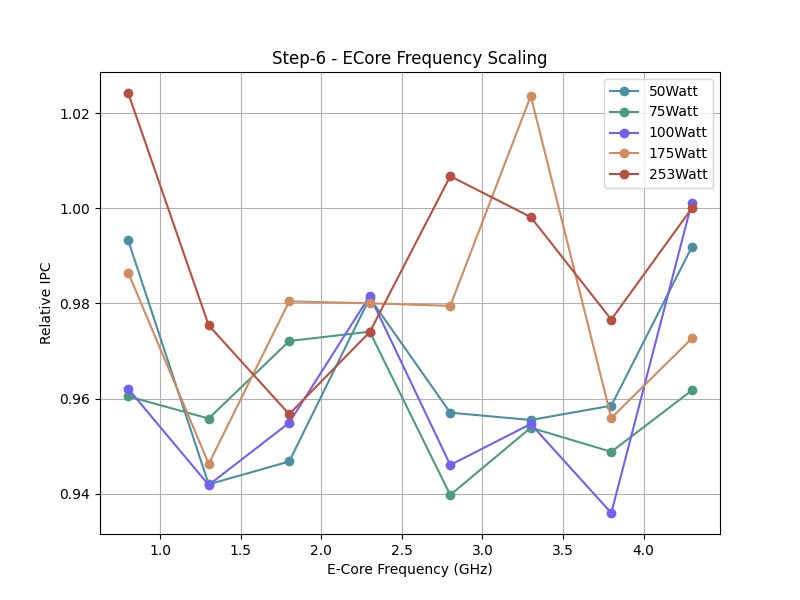 Step-6 - ECore Frequency Scaling
50Watt
75Watt
100Watt
175Watt
253Watt
1.02
1.00
0.98
0.96
0.94
Relative IPC
1.0 1.5 2.0 2.5 3.0 3.5 4.0
E-Core Frequency (GHz)